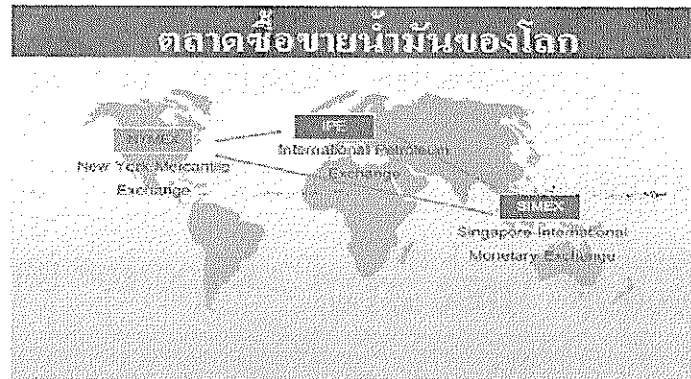 ตลาดซื้อขายน้ำมันของโลก
NYMEX
New York Mercantile
Exchange
IPE
International Petroleum
Exchange
SIMEX
Singapore International
Monetary Exchange